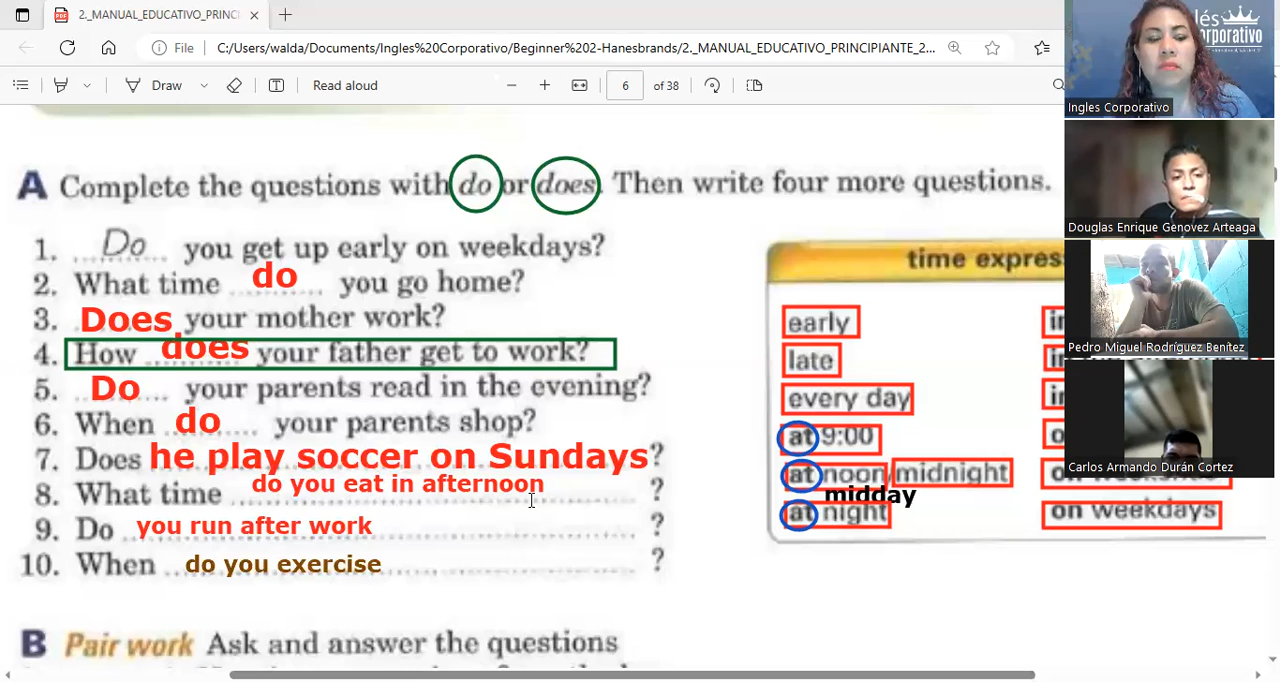 2._MANUAL_EDUCATIVO_PRINCI
File
C:/Users/walda/Documents/Ingles%20Corporativo/Beginner%202-Hanesbrands/2._MANUAL_EDUCATIVO_PRINCIPIANTE_2...
Draw
Read aloud
6 of 38
Ingles Corporativo
Douglas Enrique Genovez Arteaga
Pedro Miguel Rodríguez Benítez
Carlos Armando Durán Cortez
A Complete the questions with do or does. Then write four more questions.
1. Do you get up early on weekdays?
2. What time do you go home?
3. Does your mother work?
4. How does your father get to work?
5. Do your parents read in the evening?
6. When do your parents shop?
7. Does he play soccer on Sundays?
8. What time do you eat in afternoon ?
9. Do you run after work ?
10. When do you exercise ?
time expres
early
late
every day
at 9:00
at noon/midnight
midday
at night
on weekdays
B Pair work Ask and answer the questions